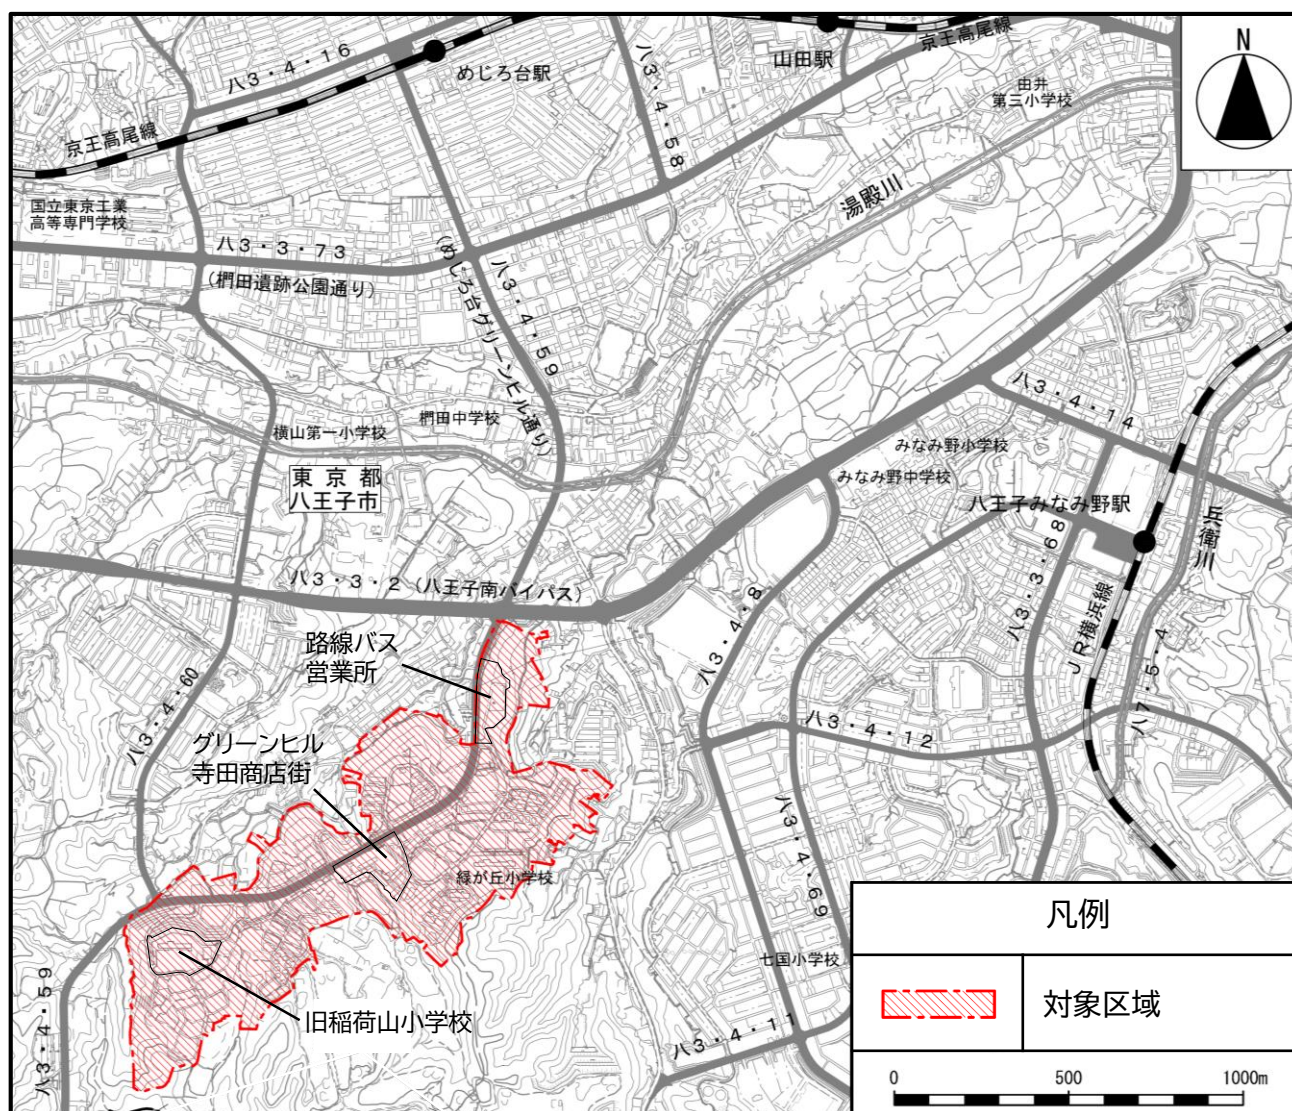 八３・４・１６
めじろ台駅
八３・４・５８
山田駅
京王高尾線
由井
第三小学校
N
京王高尾線
国立東京工業
高等専門学校
八３・３・７３
(椚田遺跡公園通り)
(めじろ台グリーンヒル通り)
八３・４・５９
湯殿川
横山第一小学校
椚田中学校
東京都
八王子市
八３・４・１４
みなみ野小学校
みなみ野中学校
八王子みなみ野駅
兵衛川
八３・３・６８
ＪＲ横浜線
八７・５・４
八３・３・２(八王子南バイパス)
八３・４・８
路線バス
営業所
八３・４・60
グリーンヒル
寺田商店街
八３・４・１２
八３・４・６９
緑が丘小学校
七国小学校
旧稲荷山小学校
八３・４・５９
八３・４・１１
凡例
対象区域
0 500 1000m